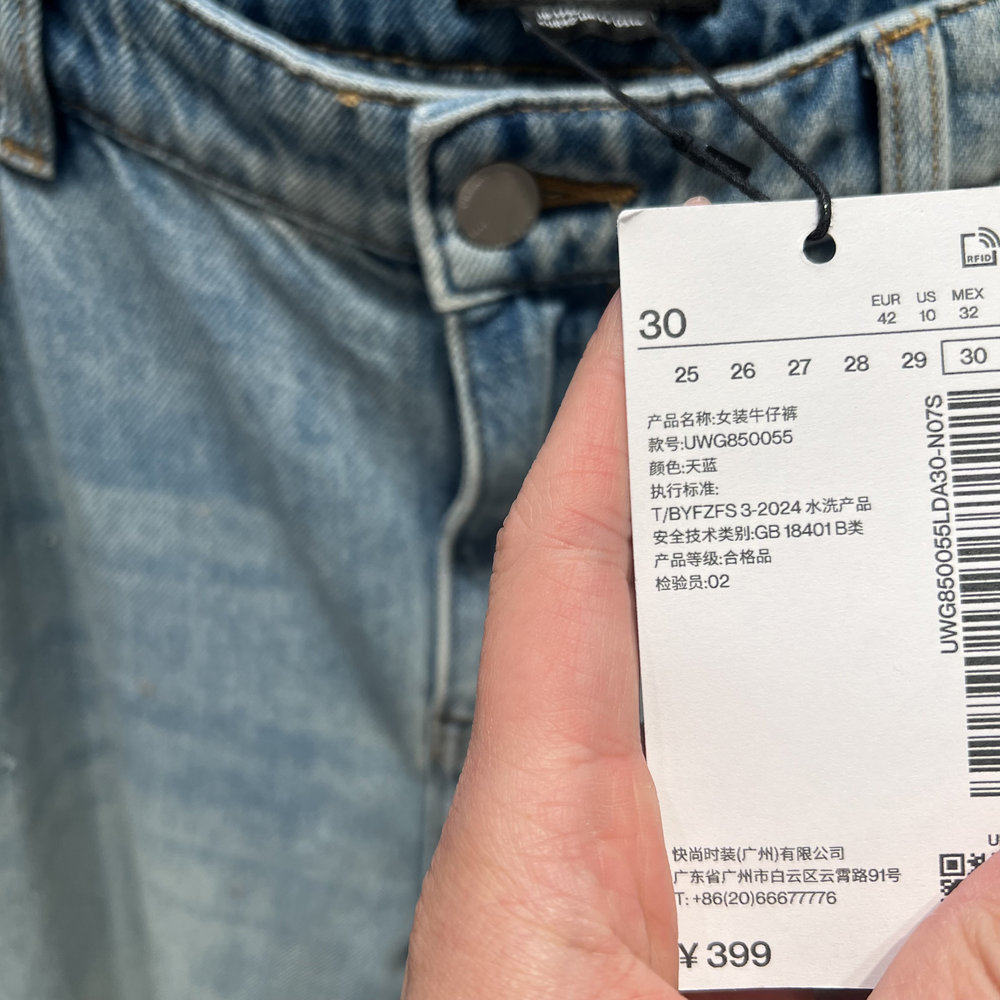 RFID
EUR US MEX
30 42 10 32
25 26 27 28 29 30
产品名称:女装牛仔裤
款号:UWG850055
颜色:天蓝
执行标准:
T/BYFZFS 3-2024 水洗产品
安全技术类别:GB 18401 B类
产品等级:合格品
检验员:02
UWG850055LDA30-N07S
快尚时装(广州)有限公司
广东省广州市白云区云霄路91号
T: +86(20)66677776
¥ 399